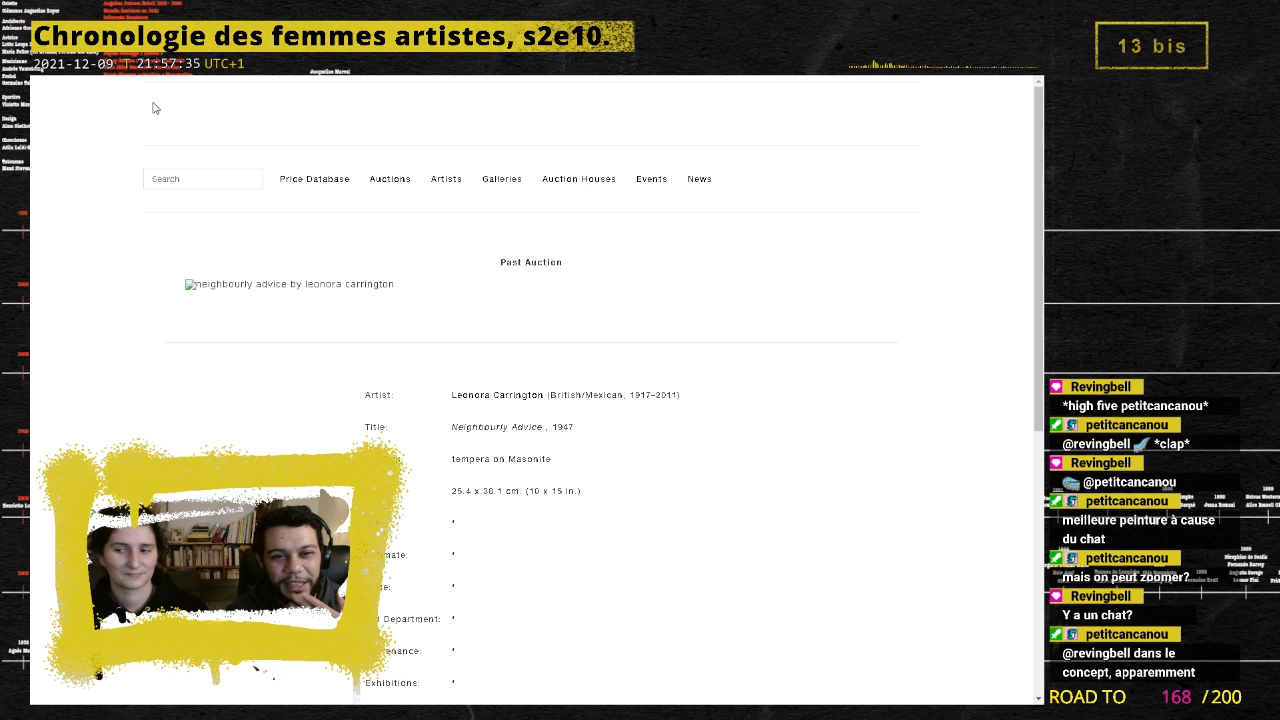 Chronologie des femmes artistes, s2e10.
2021-12-09 T 21:57:35 UTC+1
Jacqueline Marval
13 bis
Search
Price Database Auctions Artists Galleries Auction Houses Events News
Past Auction
neighbourly advice by leonora carrington
Artist: Leonora Carrington (British/Mexican, 1917–2011)
Title: Neighbourly Advice , 1947
tempera on Masonite
25.4 x 38.1 cm. (10 x 15 in.)
*
*
*
Department: *
*
Exhibitions: *
Revingbell
*high five petitcancanou*
petitcancanou
@revingbell *clap*
Revingbell
@petitcancanou
petitcancanou
meilleure peinture à cause
du chat
petitcancanou
mais on peut zoomer?
Revingbell
Y a un chat?
petitcancanou
@revingbell dans le
concept, apparemment
ROAD TO 168 /200